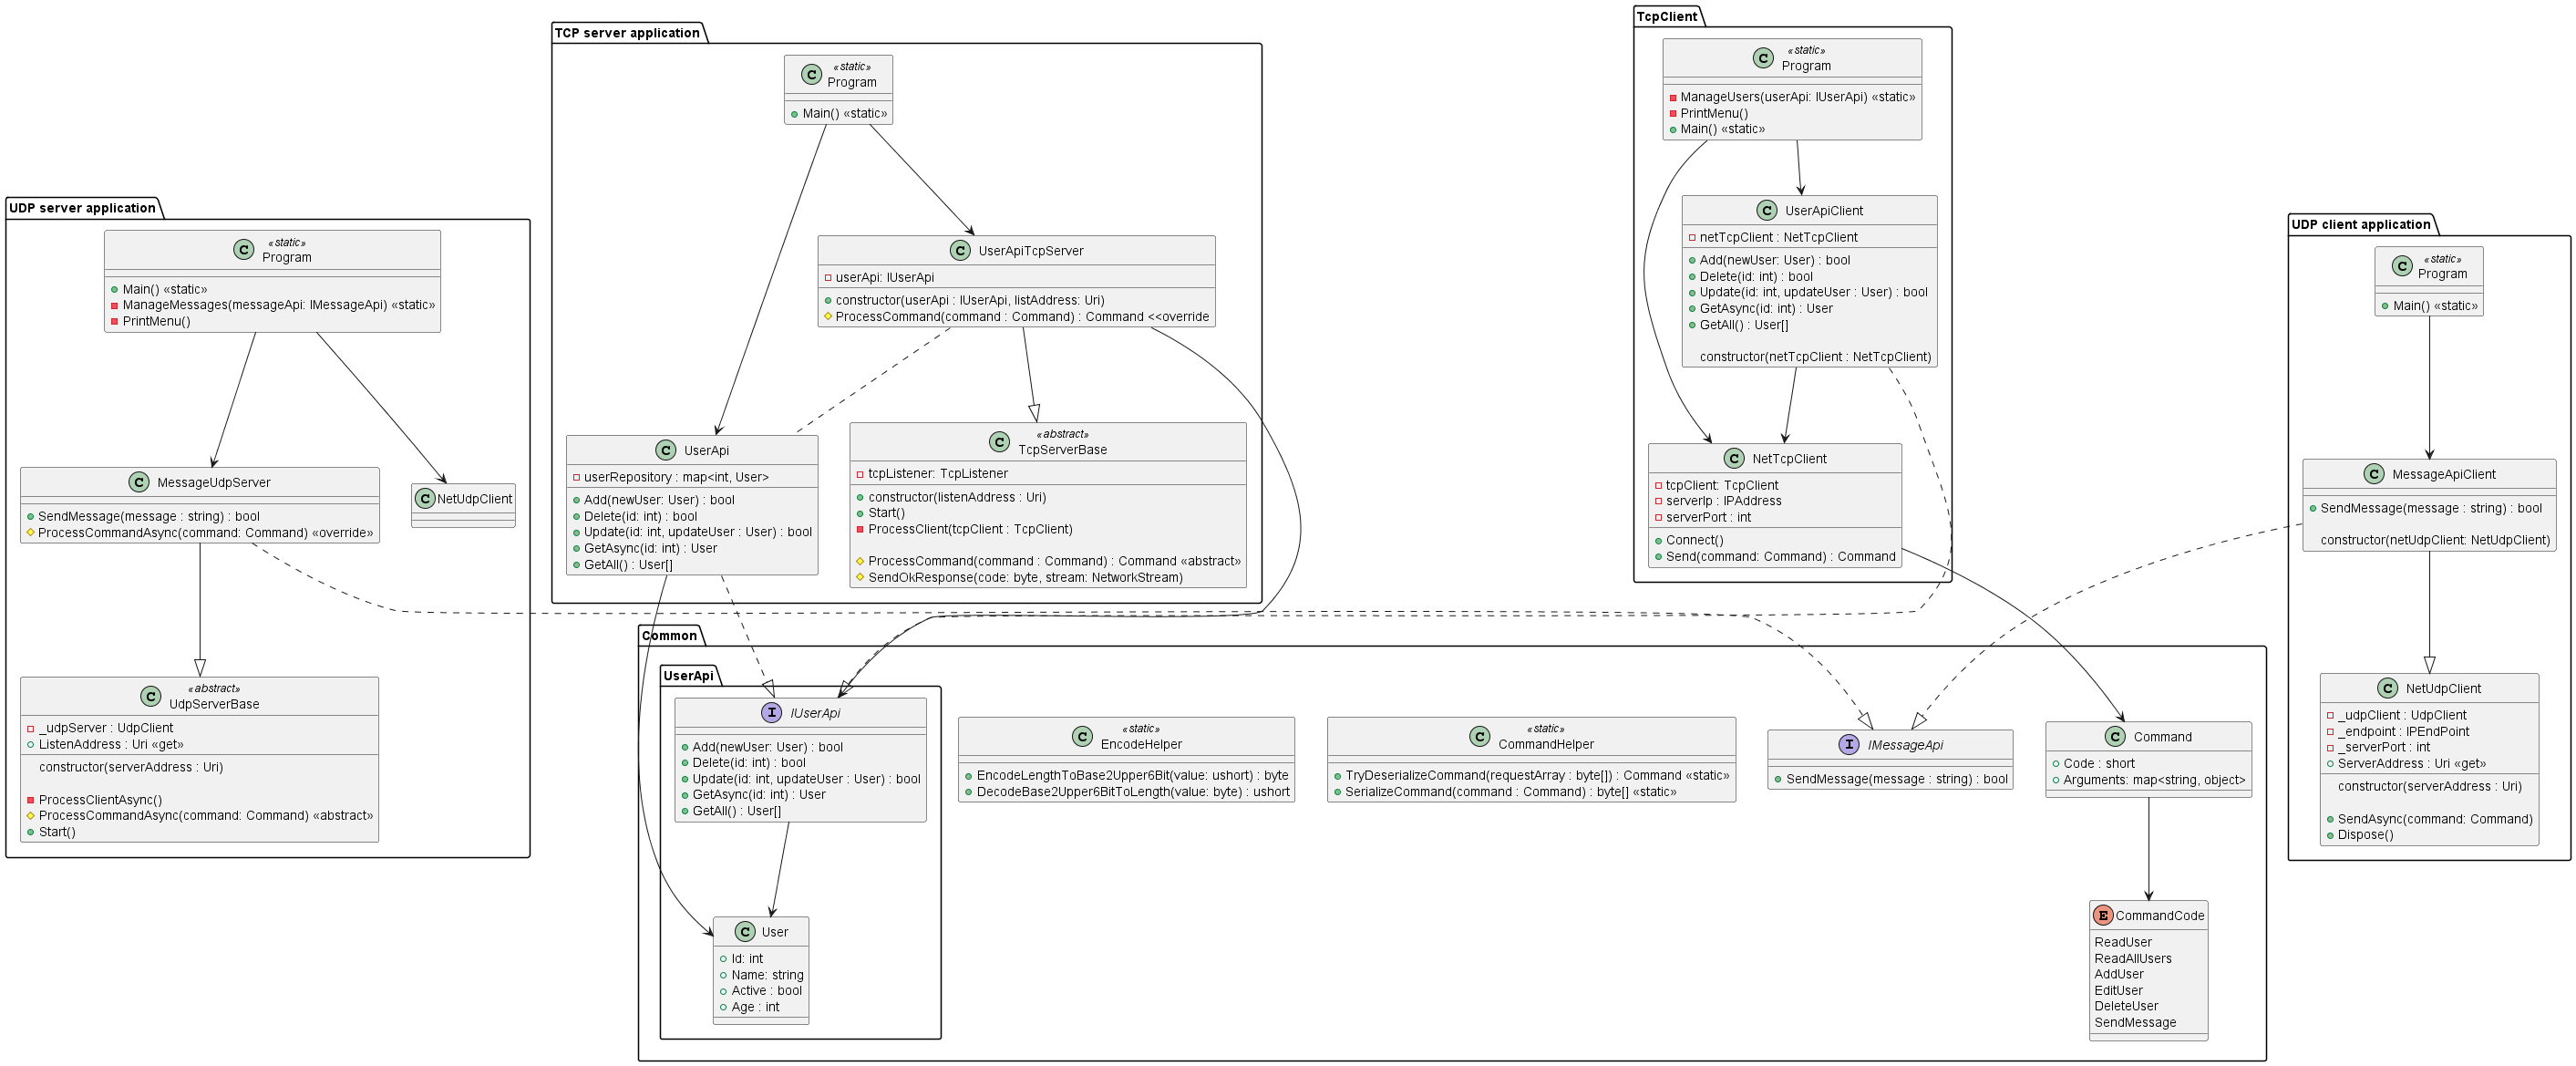 UDP server application
«static»
Program
Main() «static»
ManageMessages(messageApi: IMessageApi) «static»
PrintMenu()
MessageUdpServer
SendMessage(message : string) : bool
ProcessCommandAsync(command: Command) «override»
NetUdpClient
«abstract»
UdpServerBase
_udpServer : UdpClient
ListenAddress : Uri «get»
constructor(serverAddress : Uri)
ProcessClientAsync()
ProcessCommandAsync(command: Command) «abstract»
Start()
TCP server application
«static»
Program
Main() «static»
UserApiTcpServer
userApi: IUserApi
constructor(userApi : IUserApi, listAddress: Uri)
ProcessCommand(command : Command) : Command <<override
UserApi
userRepository : map<int, User>
Add(newUser: User) : bool
Delete(id: int) : bool
Update(id: int, updateUser : User) : bool
GetAsync(id: int) : User
GetAll() : User[]
«abstract»
TcpServerBase
tcpListener: TcpListener
constructor(listenAddress : Uri)
Start()
ProcessClient(tcpClient : TcpClient)
ProcessCommand(command : Command) : Command «abstract»
SendOkResponse(code: byte, stream: NetworkStream)
TcpClient
«static»
Program
ManageUsers(userApi: IUserApi) «static»
PrintMenu()
Main() «static»
UserApiClient
netTcpClient : NetTcpClient
Add(newUser: User) : bool
Delete(id: int) : bool
Update(id: int, updateUser : User) : bool
GetAsync(id: int) : User
GetAll() : User[]
constructor(netTcpClient : NetTcpClient)
NetTcpClient
tcpClient: TcpClient
serverIp : IPAddress
serverPort : int
Connect()
Send(command: Command) : Command
UDP client application
«static»
Program
Main() «static»
MessageApiClient
SendMessage(message : string) : bool
constructor(netUdpClient: NetUdpClient)
NetUdpClient
_udpClient : UdpClient
_endpoint : IPEndPoint
_serverPort : int
ServerAddress : Uri «get»
constructor(serverAddress : Uri)
SendAsync(command: Command)
Dispose()
Common
UserApi
IUserApi
Add(newUser: User) : bool
Delete(id: int) : bool
Update(id: int, updateUser : User) : bool
GetAsync(id: int) : User
GetAll() : User[]
User
Id: int
Name: string
Active : bool
Age : int
«static»
EncodeHelper
EncodeLengthToBase2Upper6Bit(value: ushort) : byte
DecodeBase2Upper6BitToLength(value: byte) : ushort
«static»
CommandHelper
TryDeserializeCommand(requestArray : byte[]) : Command «static»
SerializeCommand(command : Command) : byte[] «static»
IMessageApi
SendMessage(message : string) : bool
Command
Code : short
Arguments: map<string, object>
CommandCode
ReadUser
ReadAllUsers
AddUser
EditUser
DeleteUser
SendMessage